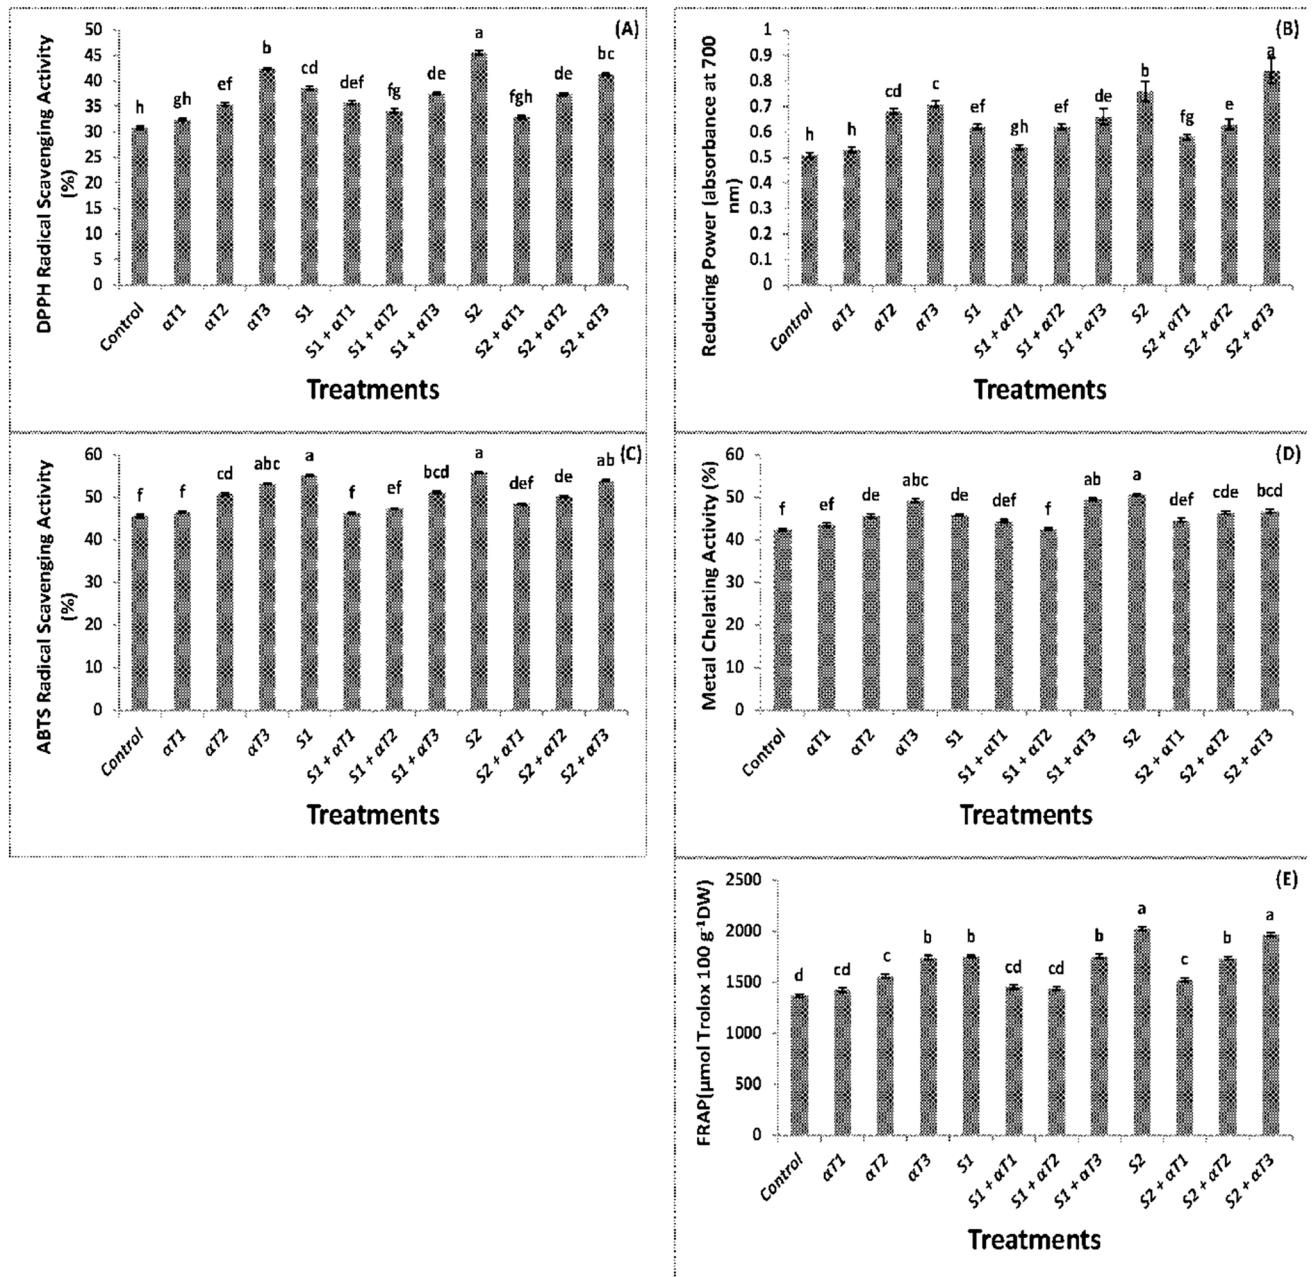 (A)
DPPH Radical Scavenging Activity
(%)
50
45
40
35
30
25
20
15
10
5
0
h
gh
ef
b
cd
def
fg
de
a
fgh
de
bc
Control
αT1
αT2
αT3
S1
S1 + αT1
S1 + αT2
S1 + αT3
S2
S2 + αT1
S2 + αT2
S2 + αT3
Treatments
(B)
Reducing Power (absorbance at 700
nm)
1
0.9
0.8
0.7
0.6
0.5
0.4
0.3
0.2
0.1
0
h
h
cd
c
ef
gh
ef
de
b
fg
e
a
Control
αT1
αT2
αT3
S1
S1 + αT1
S1 + αT2
S1 + αT3
S2
S2 + αT1
S2 + αT2
S2 + αT3
Treatments
(C)
ABTS Radical Scavenging Activity
(%)
60
50
40
30
20
10
0
f
f
cd
abc
a
f
ef
bcd
a
def
de
ab
Control
αT1
αT2
αT3
S1
S1 + αT1
S1 + αT2
S1 + αT3
S2
S2 + αT1
S2 + αT2
S2 + αT3
Treatments
(D)
Metal Chelating Activity (%)
60
50
40
30
20
10
0
f
ef
de
abc
de
def
f
ab
a
def
cde
bcd
Control
αT1
αT2
αT3
S1
S1 + αT1
S1 + αT2
S1 + αT3
S2
S2 + αT1
S2 + αT2
S2 + αT3
Treatments
(E)
FRAP(µmol Trolox 100 g⁻¹DW)
2500
2000
1500
1000
500
0
d
cd
c
b
b
cd
cd
b
a
c
b
a
Control
αT1
αT2
αT3
S1
S1 + αT1
S1 + αT2
S1 + αT3
S2
S2 + αT1
S2 + αT2
S2 + αT3
Treatments